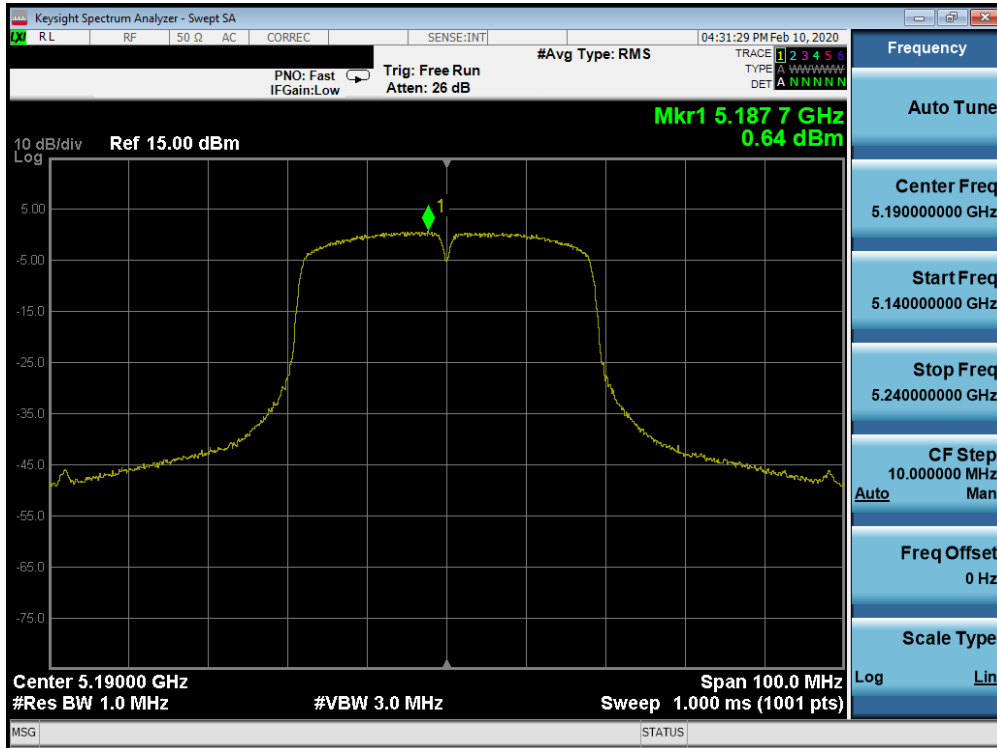 Keysight Spectrum Analyzer - Swept SA
LXI RL RF 50 Ω AC CORREC SENSE:INT 04:31:29 PM Feb 10, 2020
#Avg Type: RMS TRACE 1 2 3 4 5 6
PNO: Fast Trig: Free Run TYPE A WWWWW
IFGain:Low Atten: 26 dB DET A N N N N N
Mkr1 5.187 7 GHz
0.64 dBm
10 dB/div Ref 15.00 dBm
Log
1
5.00
-5.00
-15.0
-25.0
-35.0
-45.0
-55.0
-65.0
-75.0
Center 5.19000 GHz Span 100.0 MHz
#Res BW 1.0 MHz #VBW 3.0 MHz Sweep 1.000 ms (1001 pts)
MSG STATUS
Frequency
Auto Tune
Center Freq
5.190000000 GHz
Start Freq
5.140000000 GHz
Stop Freq
5.240000000 GHz
CF Step
10.000000 MHz
Auto Man
Freq Offset
0 Hz
Scale Type
Log Lin